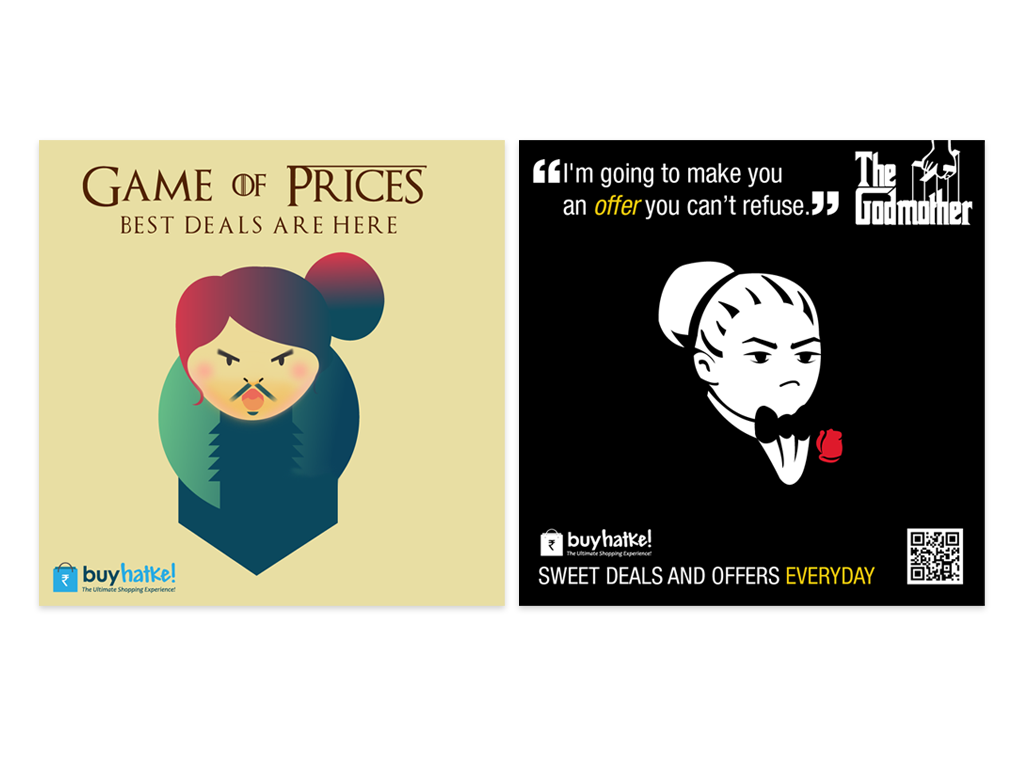 GAME OF PRICES
BEST DEALS ARE HERE
₹
buyhatke!
The Ultimate Shopping Experience!
“I'm going to make you
an offer you can't refuse.”
The
Godmother
₹
buyhatke!
The Ultimate Shopping Experience!
SWEET DEALS AND OFFERS EVERYDAY